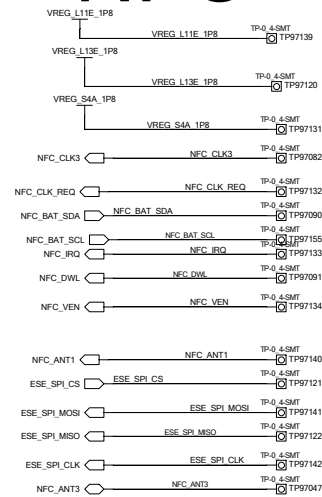 VREG_L11E_1P8
VREG_L11E_1P8 TP-0_4-SMT TP97139
VREG_L13E_1P8
VREG_L13E_1P8 TP-0_4-SMT TP97120
VREG_S4A_1P8
VREG_S4A_1P8 TP-0_4-SMT TP97131
NFC_CLK3 NFC_CLK3 TP-0_4-SMT TP97082
NFC_CLK_REQ NFC_CLK_REQ TP-0_4-SMT TP97132
NFC_BAT_SDA NFC_BAT_SDA TP-0_4-SMT TP97090
NFC_BAT_SCL NFC_BAT_SCL TP-0_4-SMT TP97155
NFC_IRQ NFC_IRQ TP-0_4-SMT TP97133
NFC_DWL NFC_DWL TP-0_4-SMT TP97091
NFC_VEN NFC_VEN TP-0_4-SMT TP97134
NFC_ANT1 NFC_ANT1 TP-0_4-SMT TP97140
ESE_SPI_CS ESE_SPI_CS TP-0_4-SMT TP97121
ESE_SPI_MOSI ESE_SPI_MOSI TP-0_4-SMT TP97141
ESE_SPI_MISO ESE_SPI_MISO TP-0_4-SMT TP97122
ESE_SPI_CLK ESE_SPI_CLK TP-0_4-SMT TP97142
NFC_ANT3 NFC_ANT3 TP-0_4-SMT TP97047